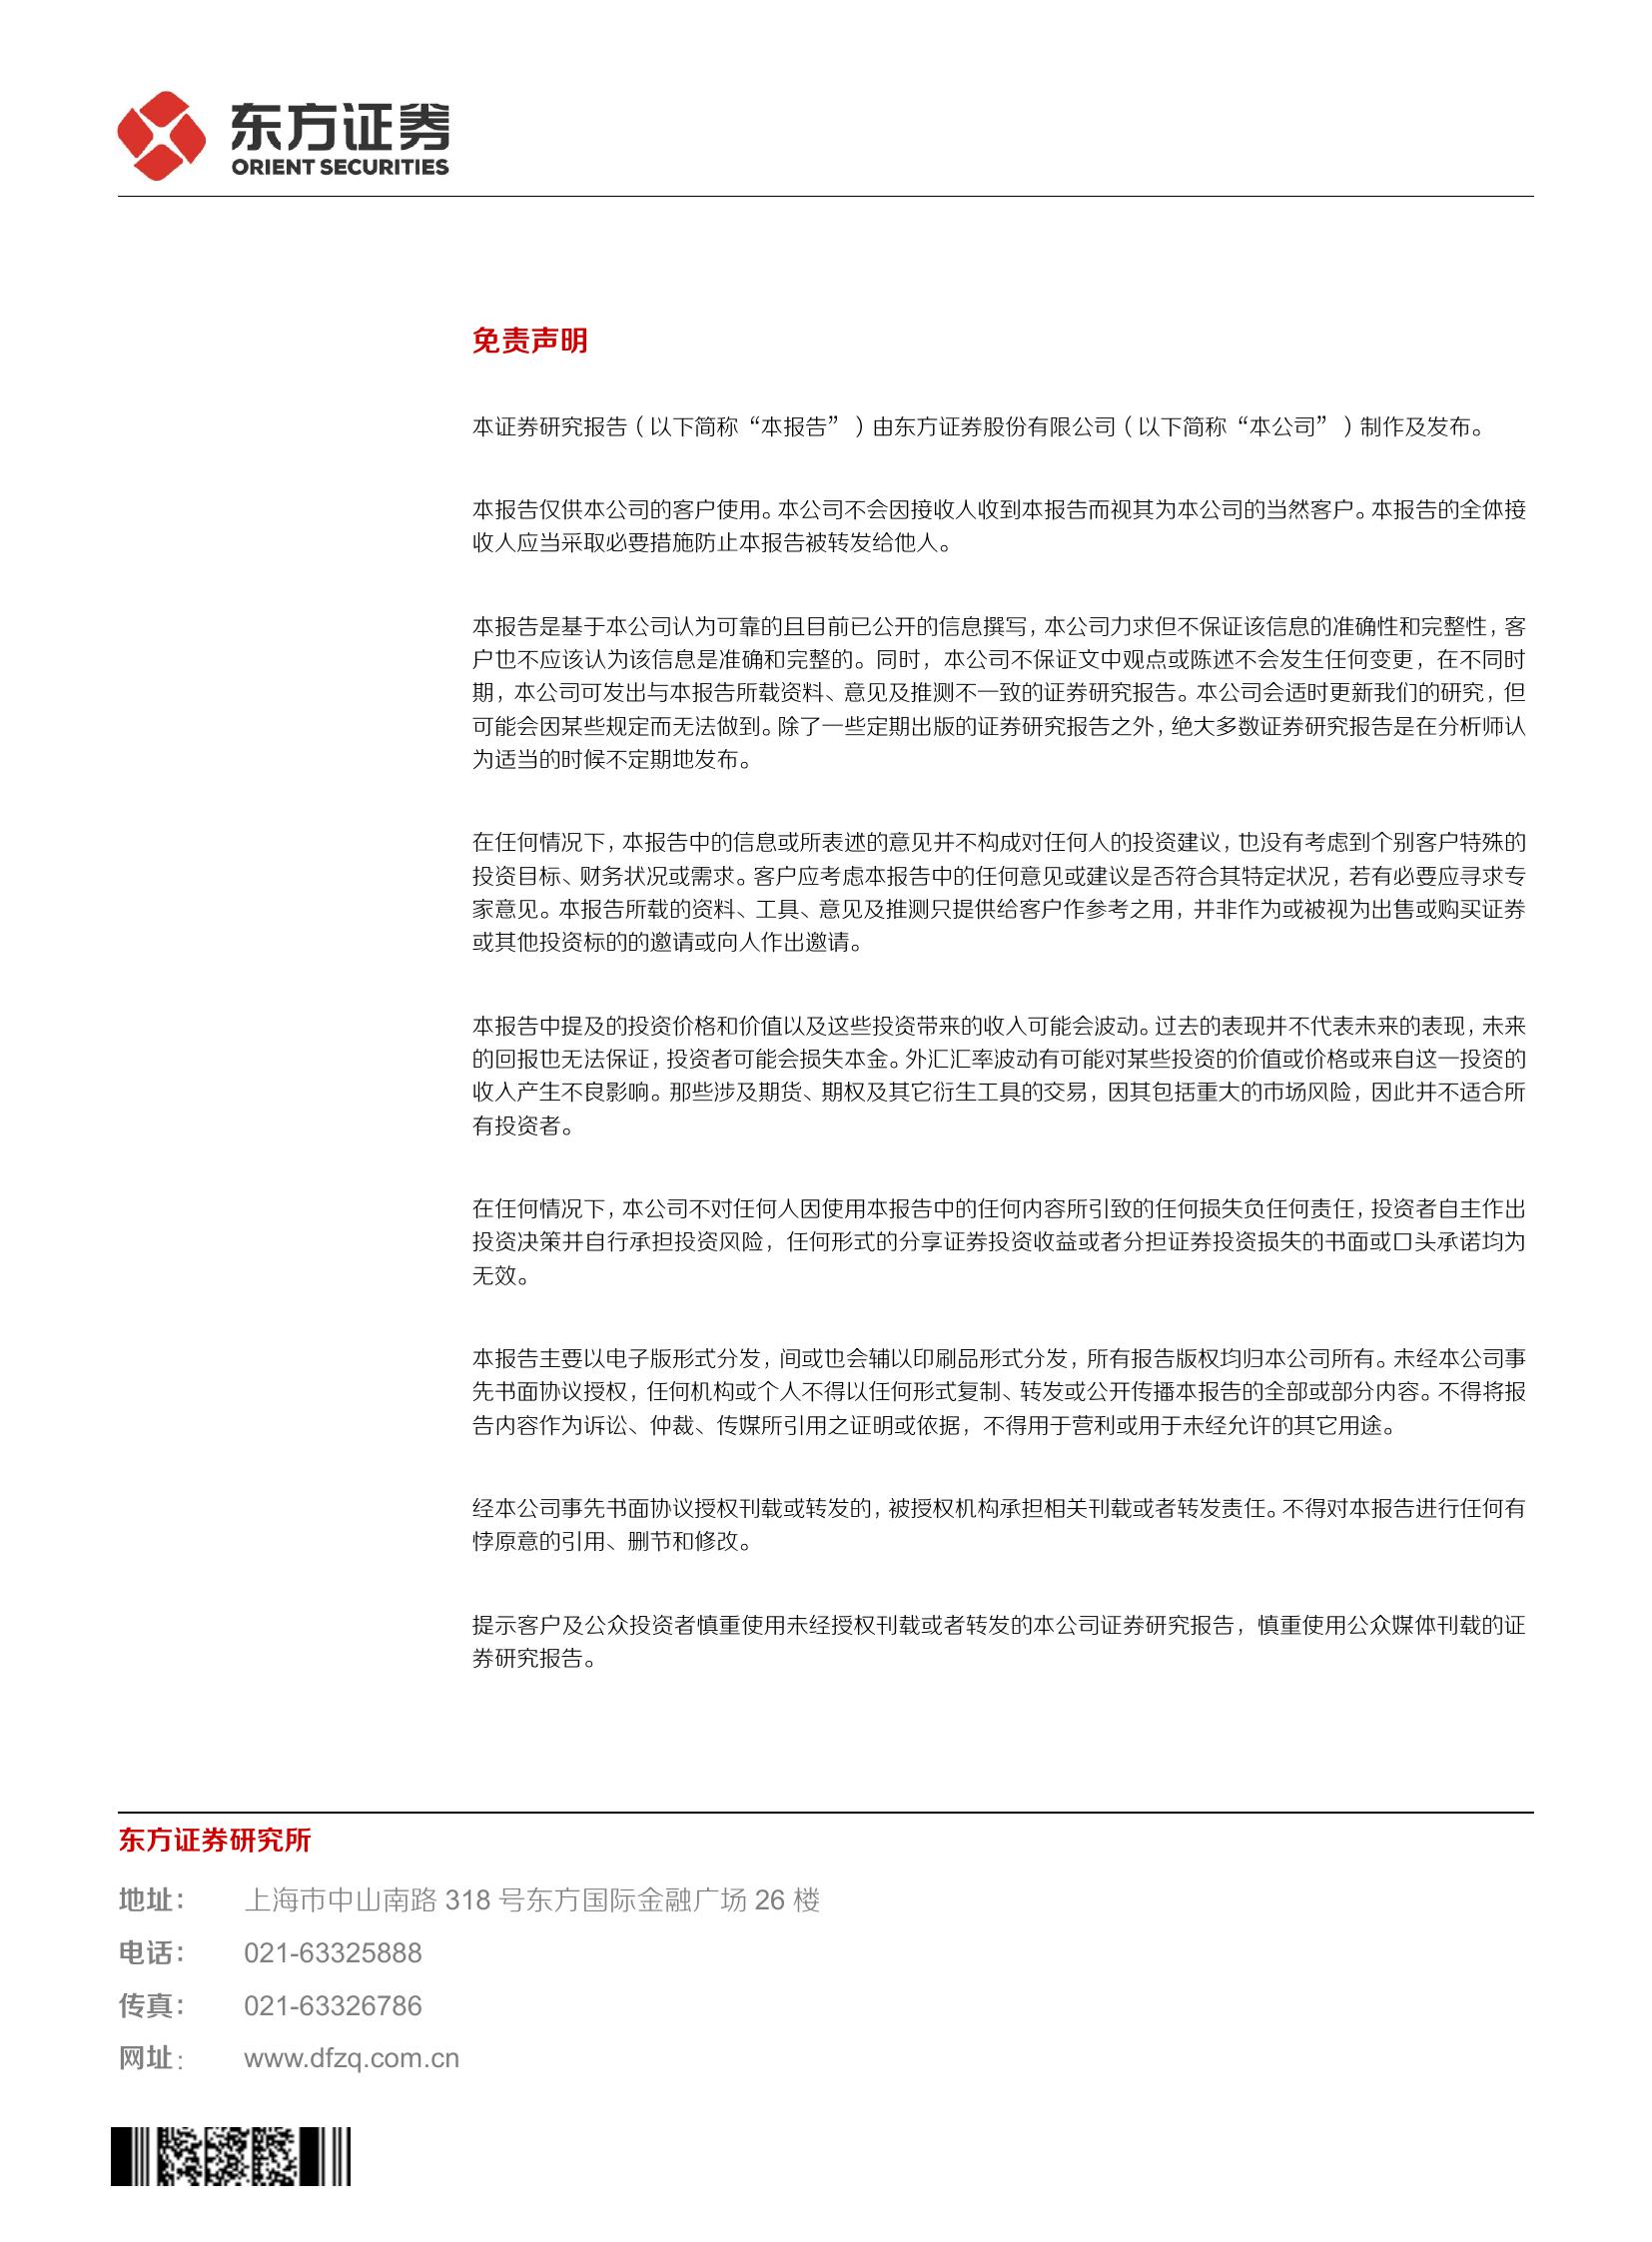 东方证券
ORIENT SECURITIES
免责声明
本证券研究报告（以下简称“本报告”）由东方证券股份有限公司（以下简称“本公司”）制作及发布。
本报告仅供本公司的客户使用。本公司不会因接收人收到本报告而视其为本公司的当然客户。本报告的全体接
收人应当采取必要措施防止本报告被转发给他人。
本报告是基于本公司认为可靠的且目前已公开的信息撰写，本公司力求但不保证该信息的准确性和完整性，客
户也不应该认为该信息是准确和完整的。同时，本公司不保证文中观点或陈述不会发生任何变更，在不同时
期，本公司可发出与本报告所载资料、意见及推测不一致的证券研究报告。本公司会适时更新我们的研究，但
可能会因某些规定而无法做到。除了一些定期出版的证券研究报告之外，绝大多数证券研究报告是在分析师认
为适当的时候不定期地发布。
在任何情况下，本报告中的信息或所表述的意见并不构成对任何人的投资建议，也没有考虑到个别客户特殊的
投资目标、财务状况或需求。客户应考虑本报告中的任何意见或建议是否符合其特定状况，若有必要应寻求专
家意见。本报告所载的资料、工具、意见及推测只提供给客户作参考之用，并非作为或被视为出售或购买证券
或其他投资标的的邀请或向人作出邀请。
本报告中提及的投资价格和价值以及这些投资带来的收入可能会波动。过去的表现并不代表未来的表现，未来
的回报也无法保证，投资者可能会损失本金。外汇汇率波动有可能对某些投资的价值或价格或来自这一投资的
收入产生不良影响。那些涉及期货、期权及其它衍生工具的交易，因其包括重大的市场风险，因此并不适合所
有投资者。
在任何情况下，本公司不对任何人因使用本报告中的任何内容所引致的任何损失负任何责任，投资者自主作出
投资决策并自行承担投资风险，任何形式的分享证券投资收益或者分担证券投资损失的书面或口头承诺均为
无效。
本报告主要以电子版形式分发，间或也会辅以印刷品形式分发，所有报告版权均归本公司所有。未经本公司事
先书面协议授权，任何机构或个人不得以任何形式复制、转发或公开传播本报告的全部或部分内容。不得将报
告内容作为诉讼、仲裁、传媒所引用之证明或依据，不得用于营利或用于未经允许的其它用途。
经本公司事先书面协议授权刊载或转发的，被授权机构承担相关刊载或者转发责任。不得对本报告进行任何有
悖原意的引用、删节和修改。
提示客户及公众投资者慎重使用未经授权刊载或者转发的本公司证券研究报告，慎重使用公众媒体刊载的证
券研究报告。
东方证券研究所
地址： 上海市中山南路 318 号东方国际金融广场 26 楼
电话： 021-63325888
传真： 021-63326786
网址： www.dfzq.com.cn